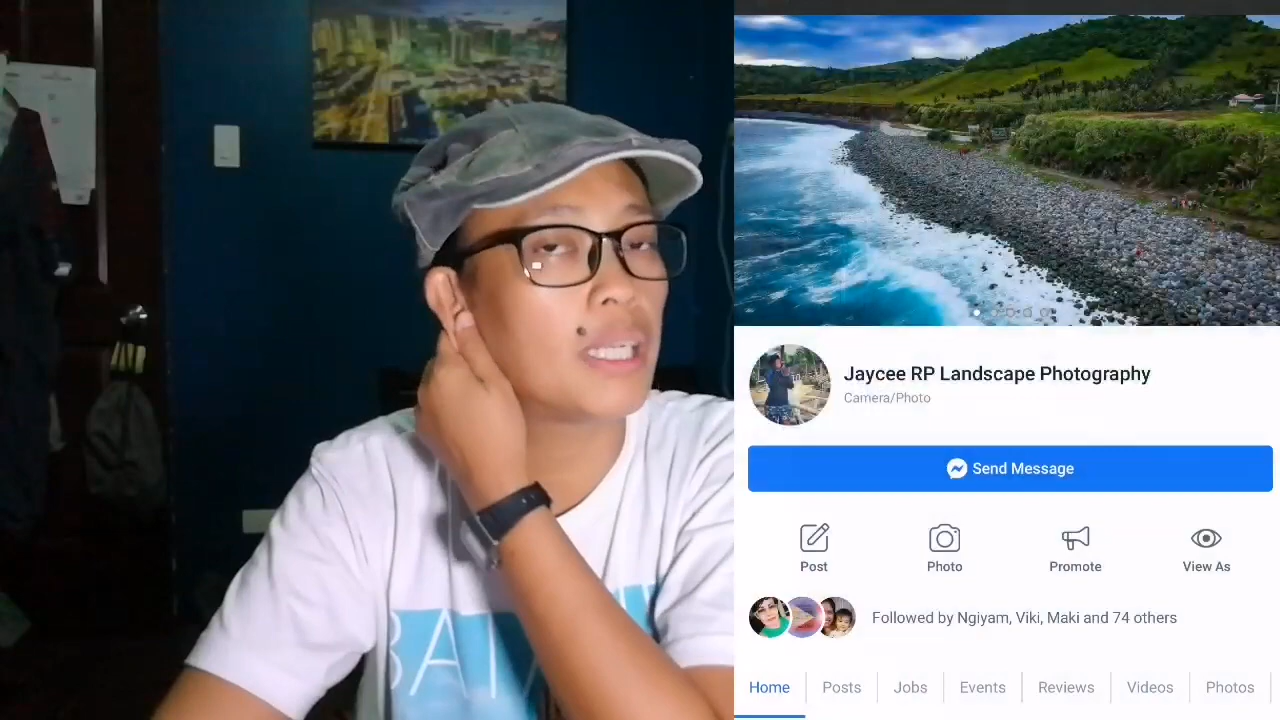 Jaycee RP Landscape Photography
Camera/Photo
Send Message
Post
Photo
Promote
View As
Followed by Ngiyam, Viki, Maki and 74 others
Home
Posts
Jobs
Events
Reviews
Videos
Photos